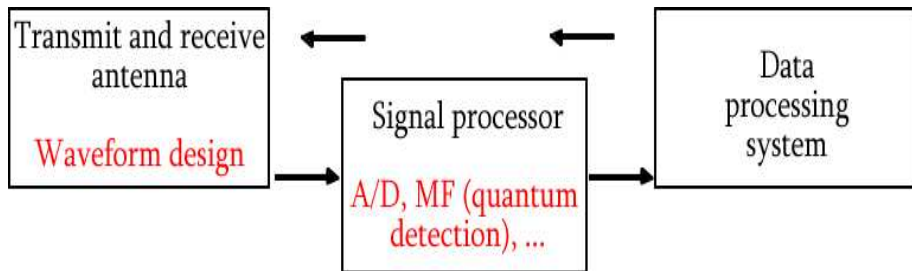 Transmit and receive
antenna
Waveform design
Signal processor
A/D, MF (quantum
detection), ...
Data
processing
system